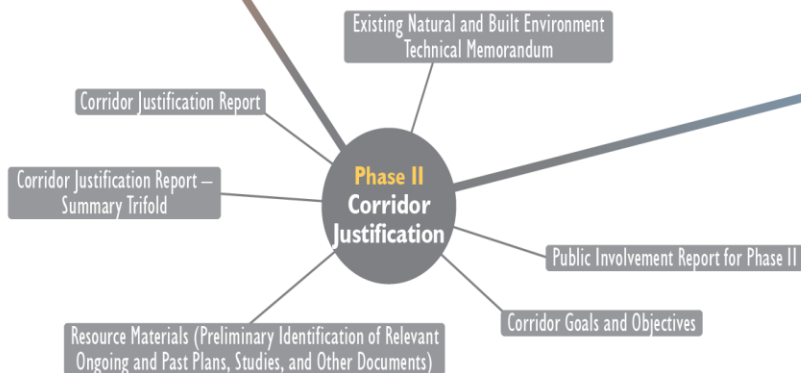 Existing Natural and Built Environment
Technical Memorandum
Corridor Justification Report
Corridor Justification Report –
Summary Trifold
Phase II
Corridor
Justification
Public Involvement Report for Phase II
Corridor Goals and Objectives
Resource Materials (Preliminary Identification of Relevant
Ongoing and Past Plans, Studies, and Other Documents)